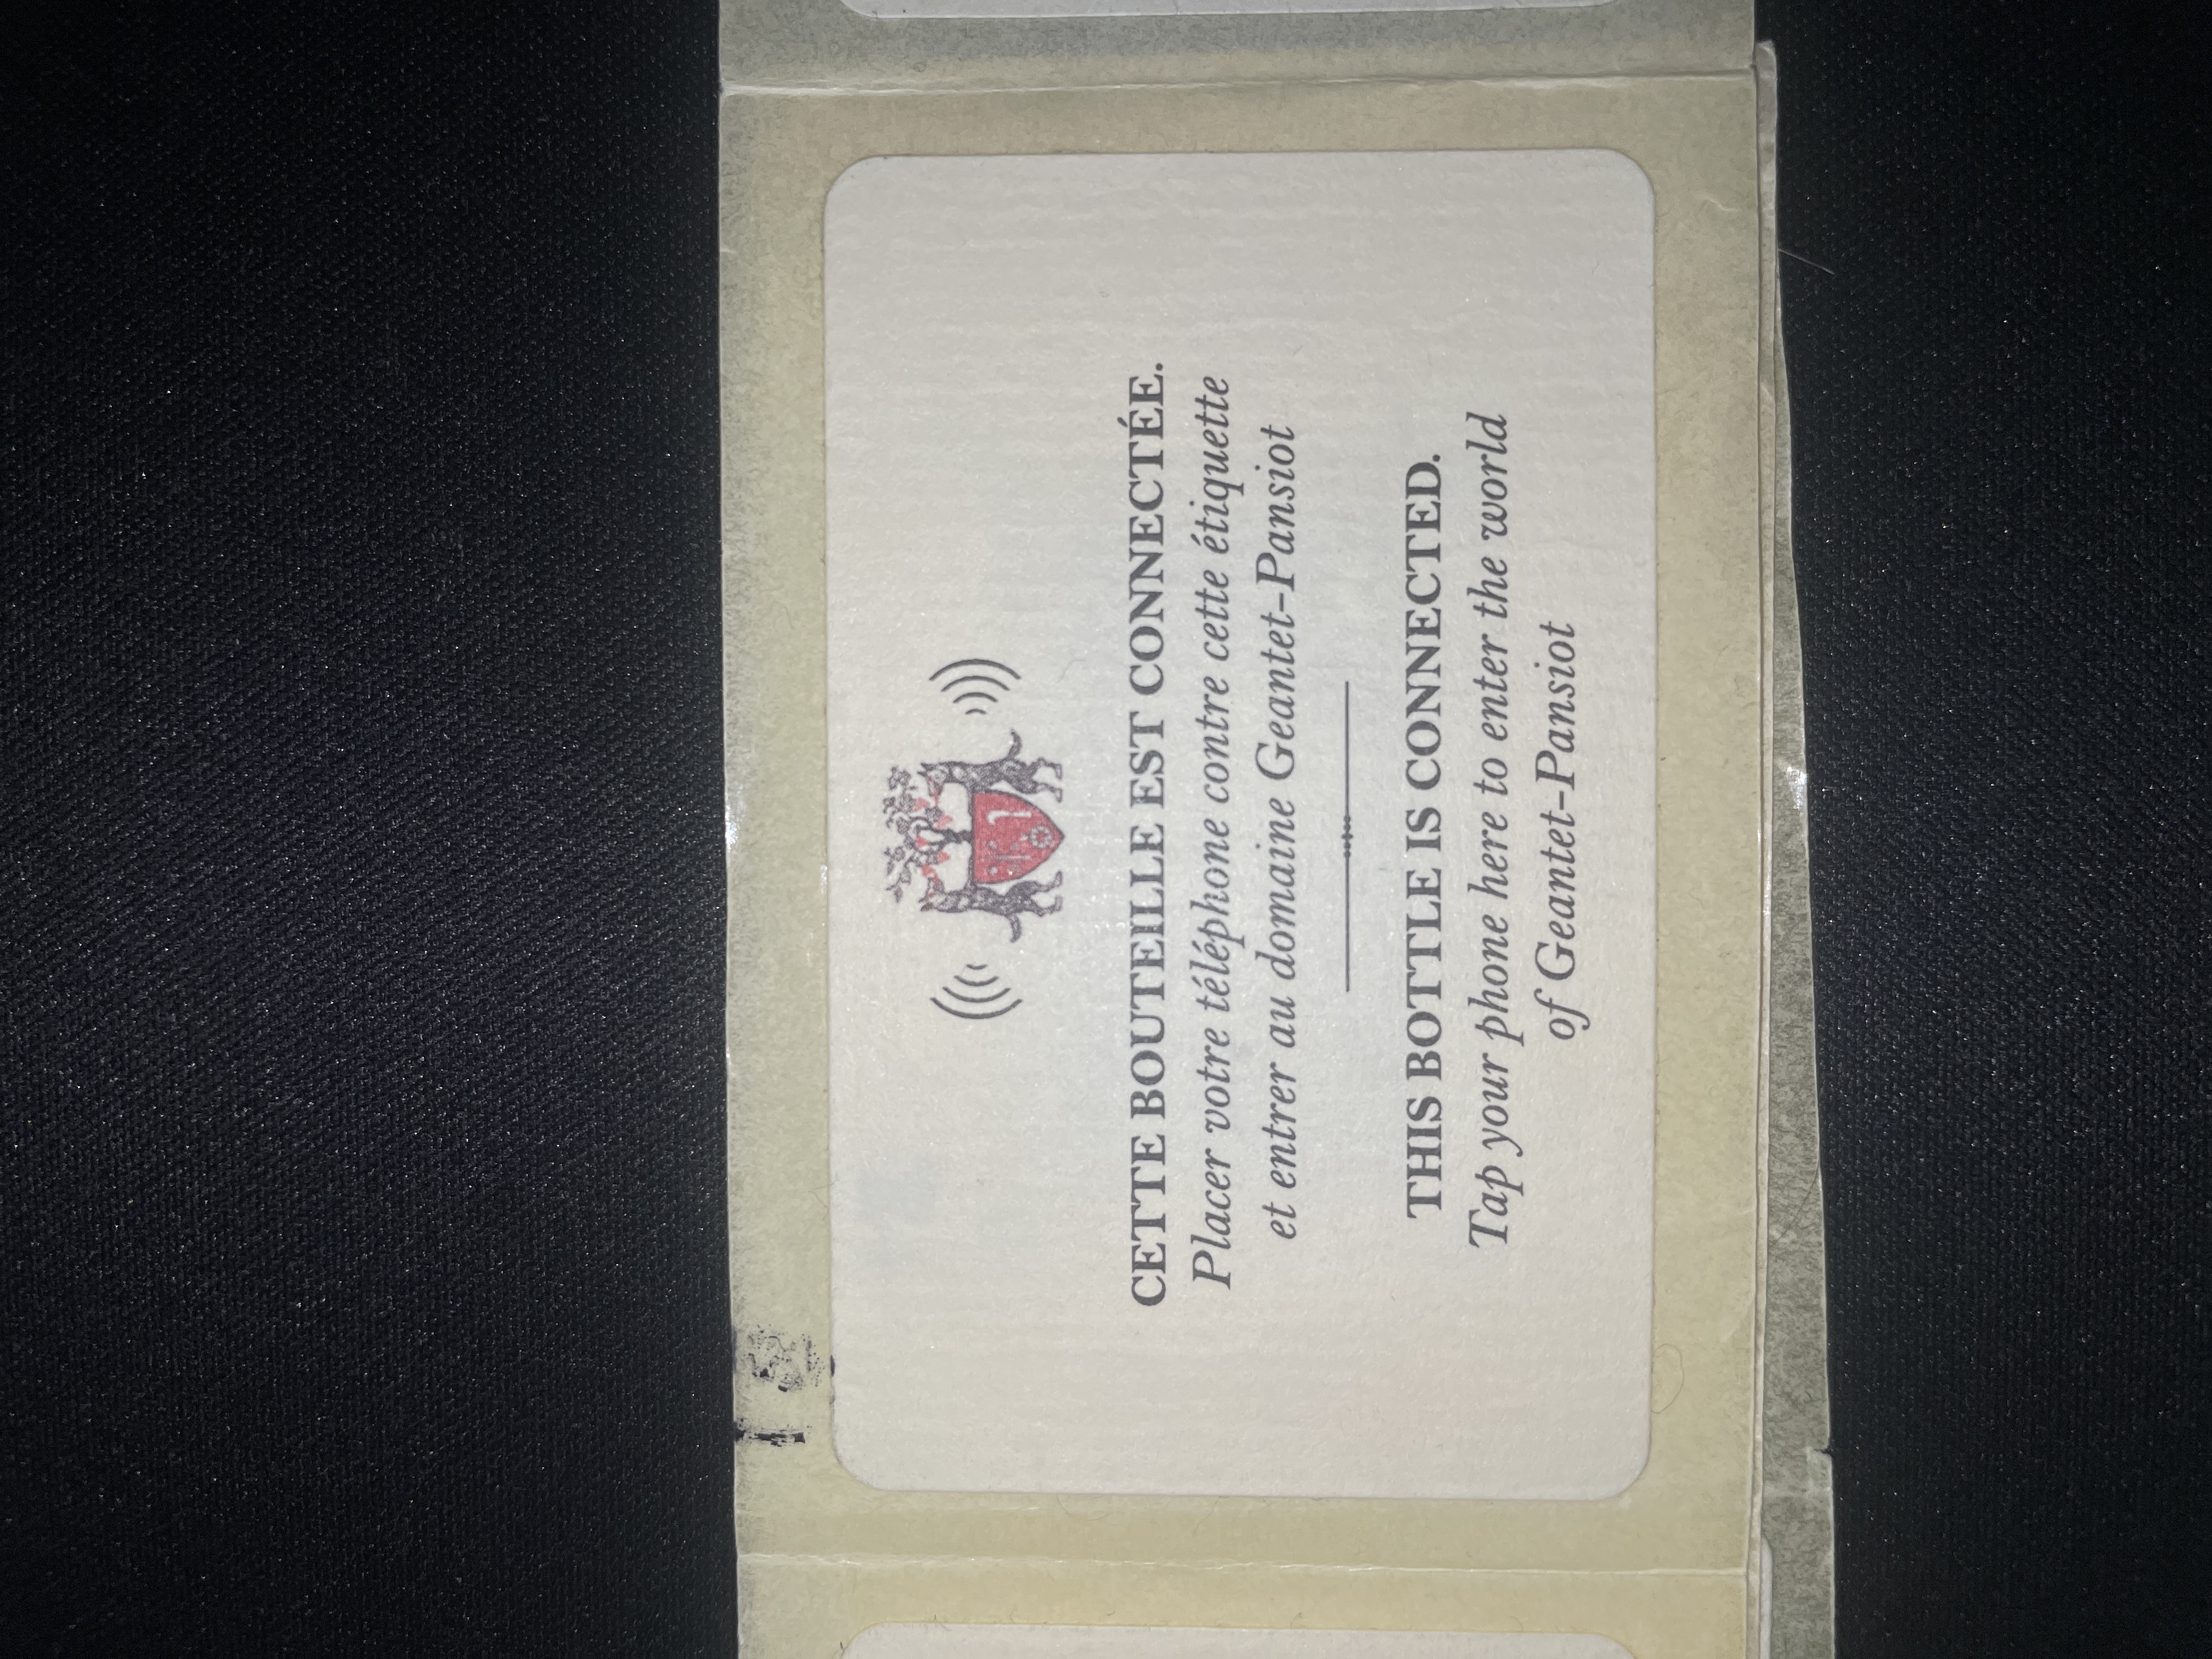 CETTE BOUTEILLE EST CONNECTÉE.
Placer votre téléphone contre cette étiquette
et entrer au domaine Geantet-Pansiot
THIS BOTTLE IS CONNECTED.
Tap your phone here to enter the world
of Geantet-Pansiot